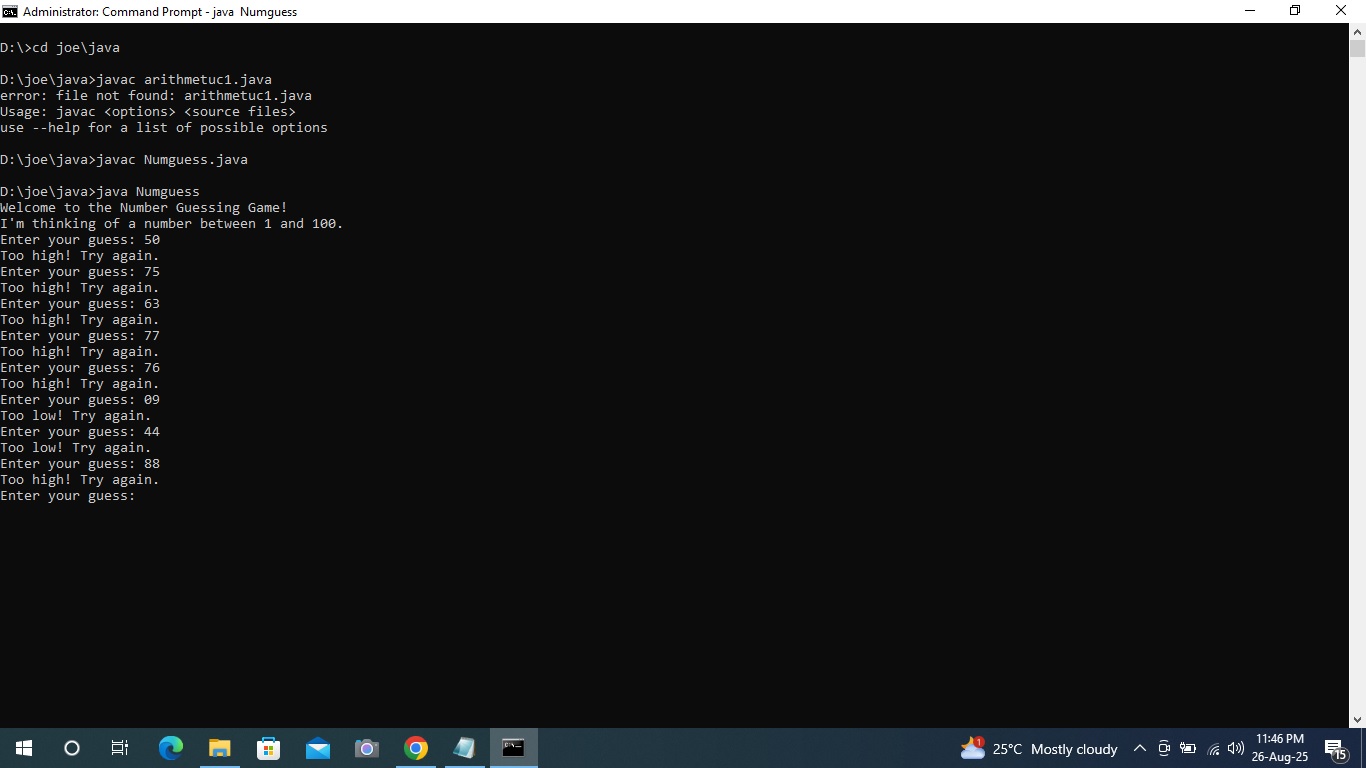 Administrator: Command Prompt - java  Numguess
D:\>cd joe\java
D:\joe\java>javac arithmetuc1.java
error: file not found: arithmetuc1.java
Usage: javac <options> <source files>
use --help for a list of possible options
D:\joe\java>javac Numguess.java
D:\joe\java>java Numguess
Welcome to the Number Guessing Game!
I'm thinking of a number between 1 and 100.
Enter your guess: 50
Too high! Try again.
Enter your guess: 75
Too high! Try again.
Enter your guess: 63
Too high! Try again.
Enter your guess: 77
Too high! Try again.
Enter your guess: 76
Too high! Try again.
Enter your guess: 09
Too low! Try again.
Enter your guess: 44
Too low! Try again.
Enter your guess: 88
Too high! Try again.
Enter your guess:
1
25°C Mostly cloudy
11:46 PM
26-Aug-25
15